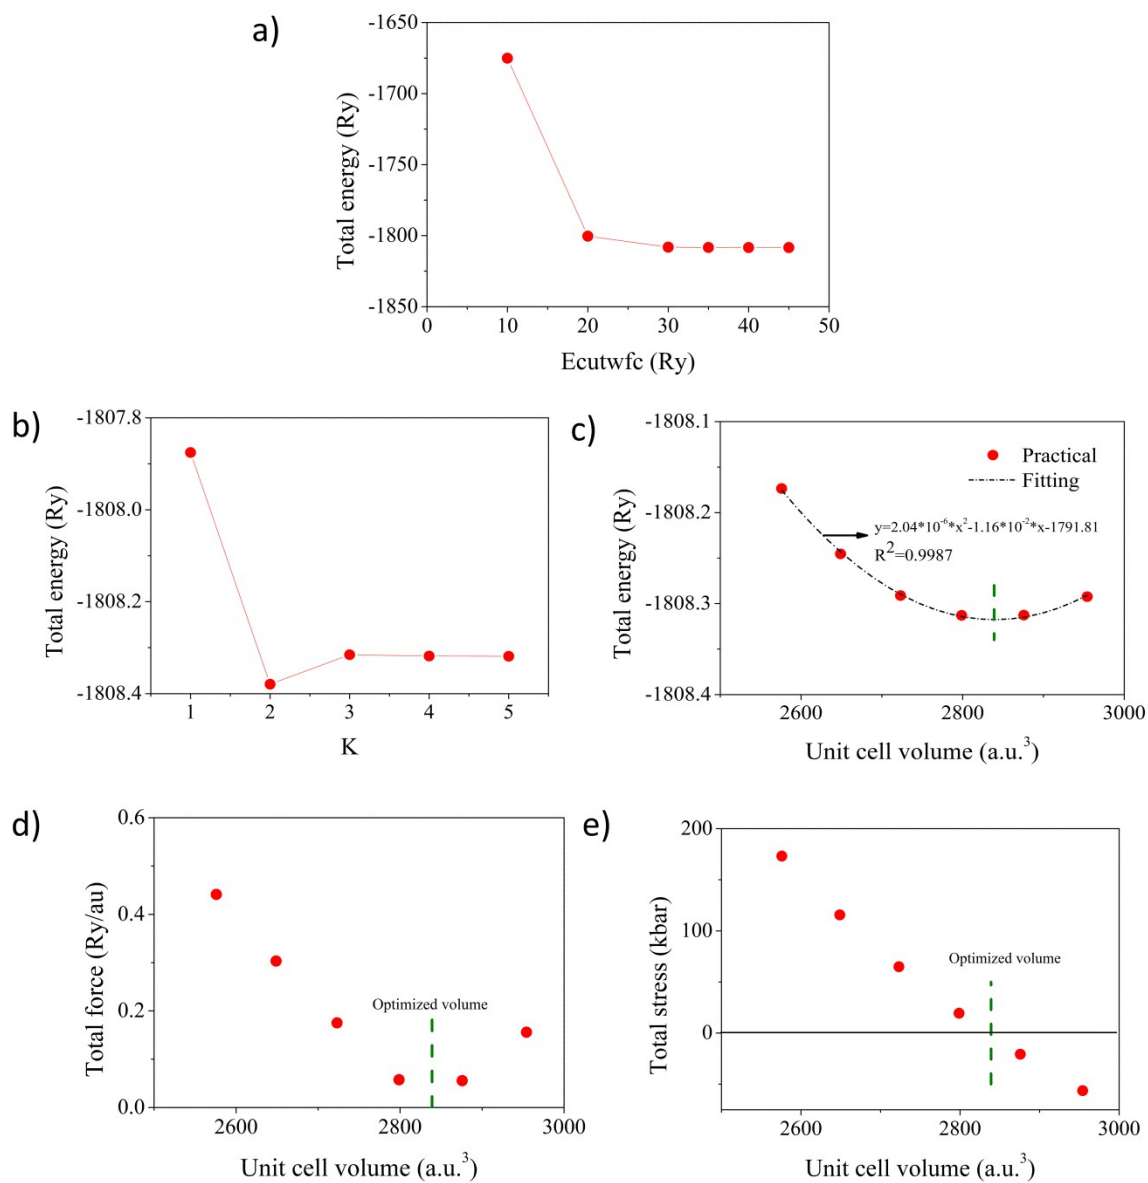 a)
-1650
-1700
-1750
-1800
-1850
Total energy (Ry)
0 10 20 30 40 50
Ecutwfc (Ry)
b)
-1807.8
-1808.0
-1808.2
-1808.4
Total energy (Ry)
1 2 3 4 5
K
c)
-1808.1
-1808.2
-1808.3
-1808.4
Total energy (Ry)
Practical
Fitting
y=2.04*10⁻⁶*x²-1.16*10⁻²*x-1791.81
R²=0.9987
2600 2800 3000
Unit cell volume (a.u.³)
d)
0.6
0.4
0.2
0.0
Total force (Ry/au)
Optimized volume
2600 2800 3000
Unit cell volume (a.u.³)
e)
200
100
0
Total stress (kbar)
Optimized volume
2600 2800 3000
Unit cell volume (a.u.³)